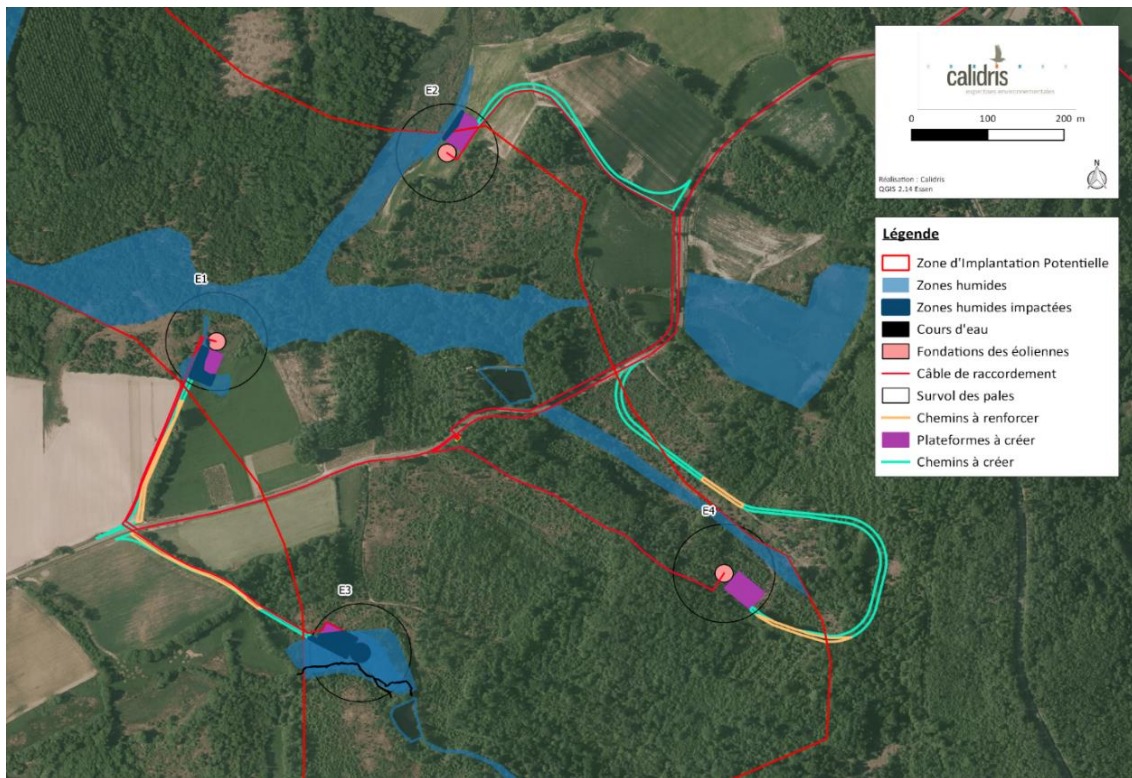 calidris
expertises environnementales
0 100 200 m
Réalisation : Calidris
QGIS 2.14 Essen
N
Légende
Zone d'Implantation Potentielle
Zones humides
Zones humides impactées
Cours d'eau
Fondations des éoliennes
Câble de raccordement
Survol des pales
Chemins à renforcer
Plateformes à créer
Chemins à créer
E2
E1
E4
E3